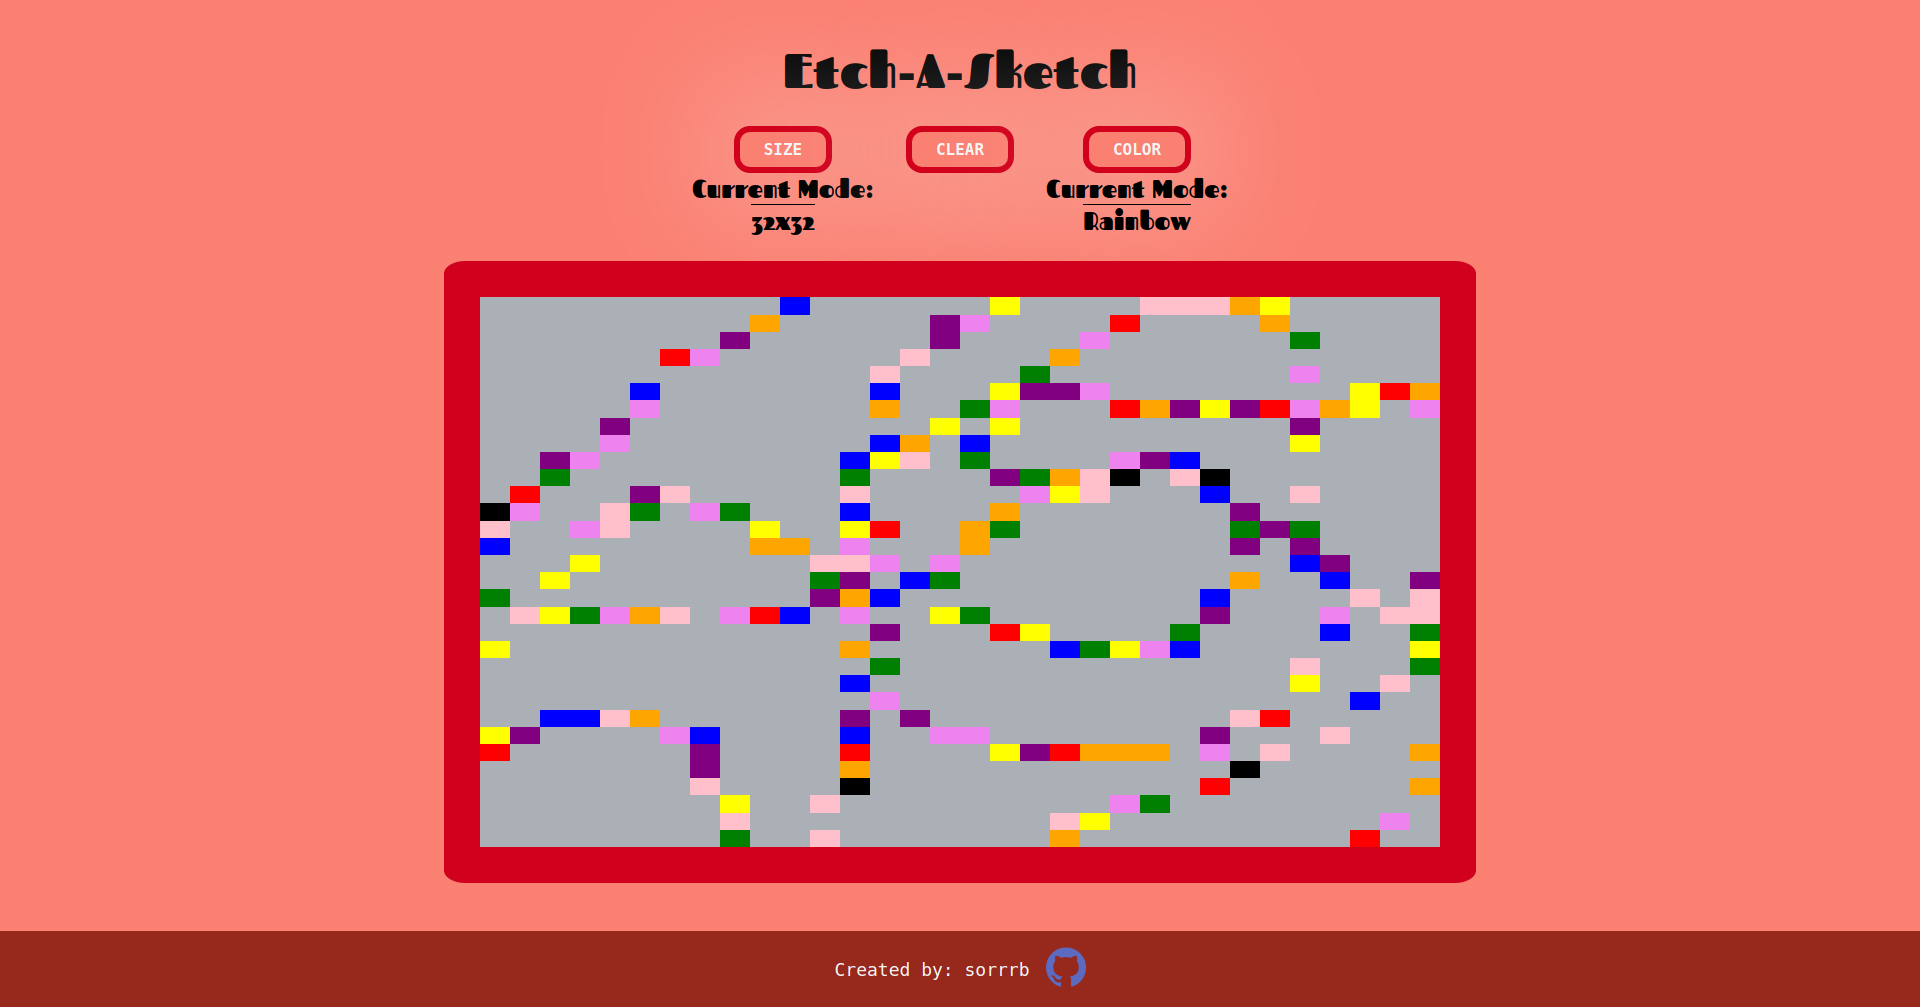 Etch-A-Sketch
SIZE
CLEAR
COLOR
Current Mode:
32x32
Current Mode:
Rainbow
Created by: sorrrb